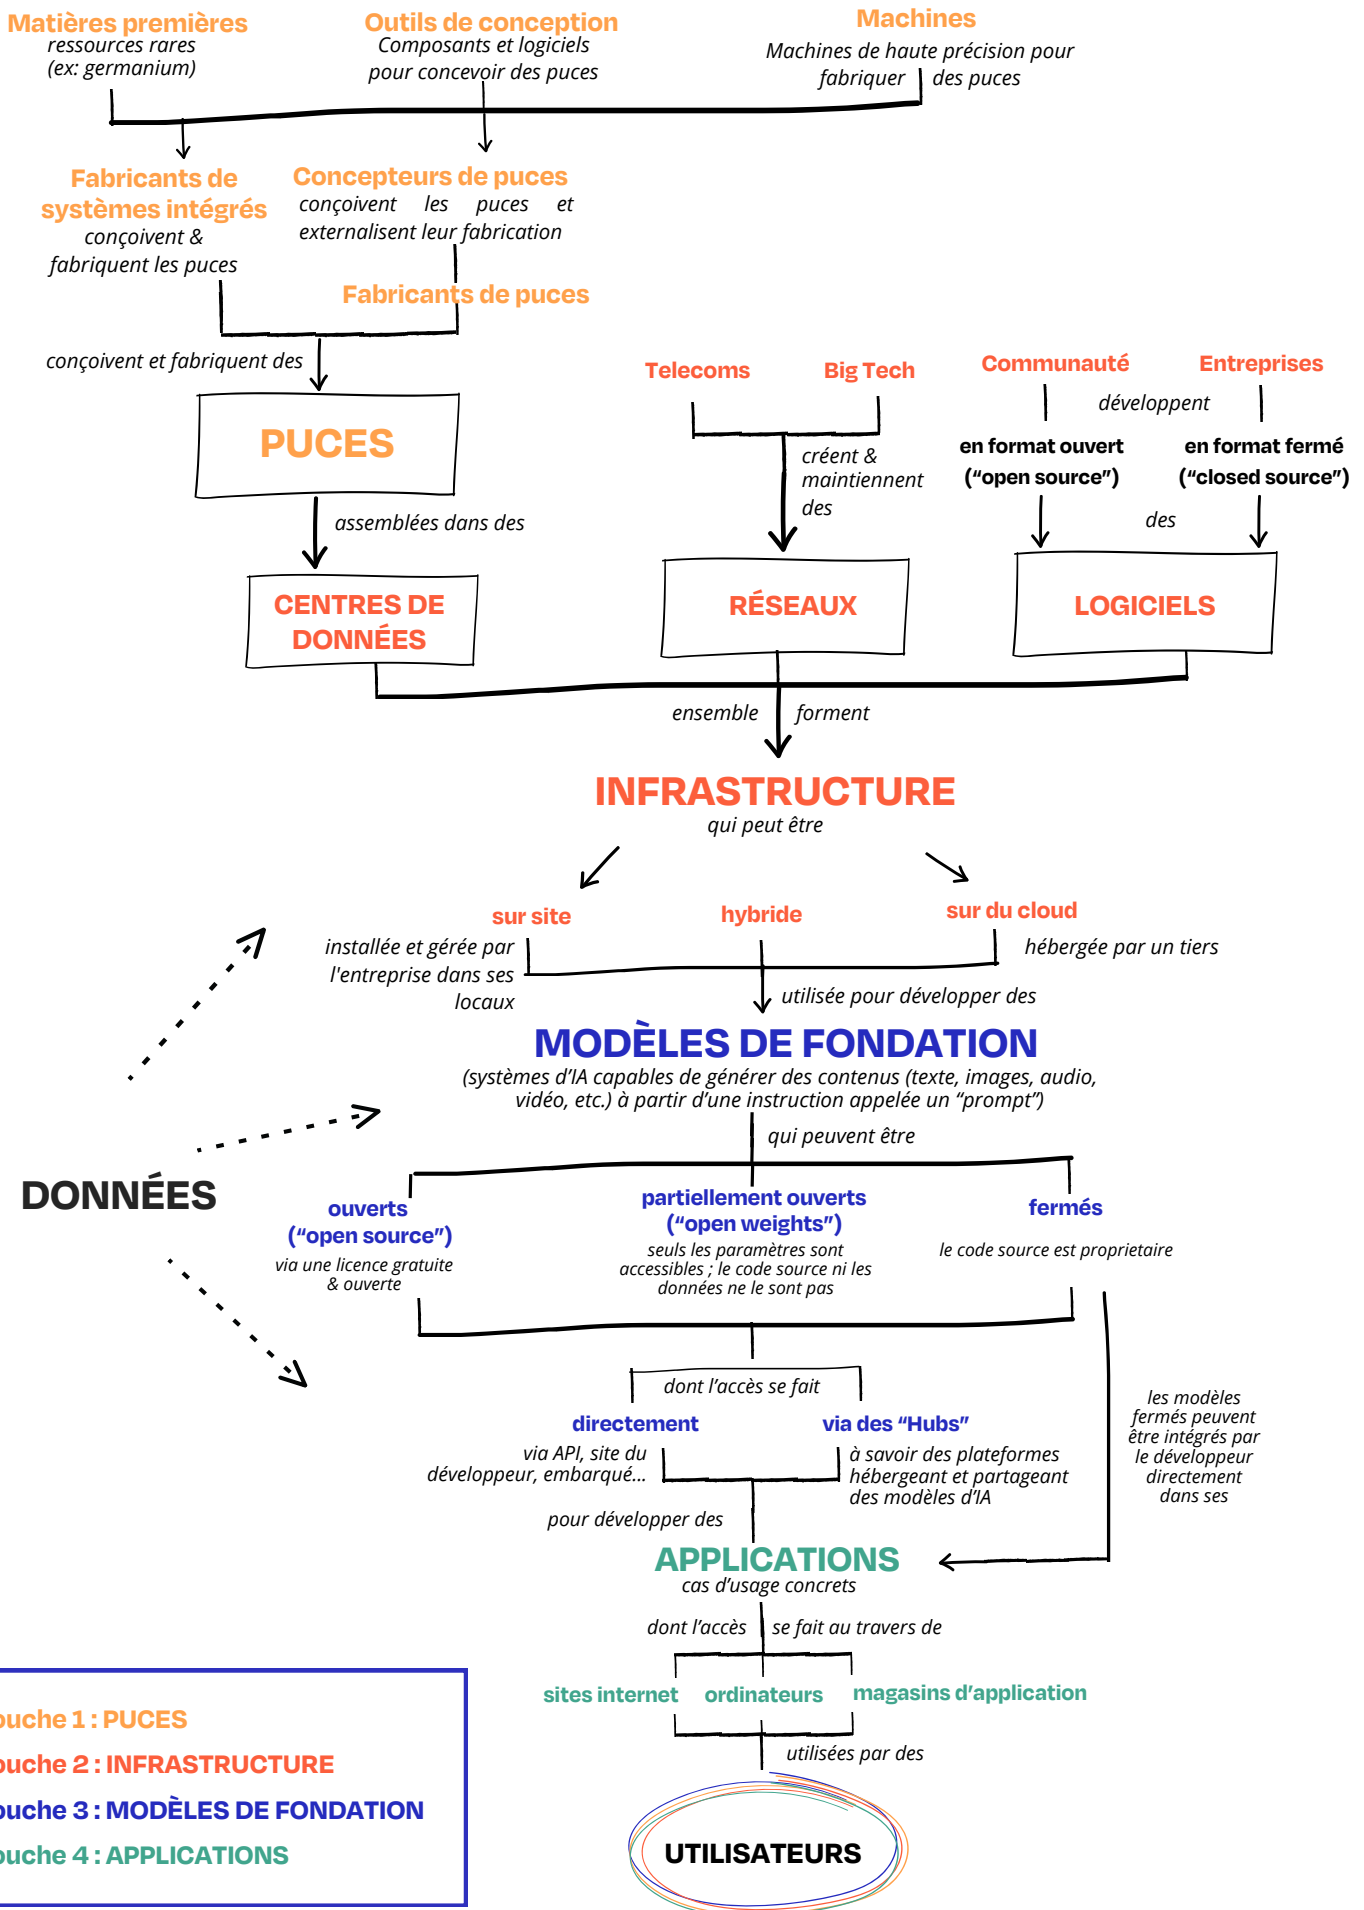 Matières premières
ressources rares
(ex: germanium)
Outils de conception
Composants et logiciels
pour concevoir des puces
Machines
Machines de haute précision pour
fabriquer des puces
Fabricants de
systèmes intégrés
conçoivent &
fabriquent les puces
Concepteurs de puces
conçoivent les puces et
externalisent leur fabrication
Fabricants de puces
conçoivent et fabriquent des
PUCES
assemblées dans des
CENTRES DE
DONNÉES
Telecoms
Big Tech
créent &
maintiennent
des
RÉSEAUX
Communauté
Entreprises
développent
en format ouvert
(“open source”)
en format fermé
(“closed source”)
des
LOGICIELS
ensemble forment
INFRASTRUCTURE
qui peut être
sur site
installée et gérée par
l'entreprise dans ses
locaux
hybride
sur du cloud
hébergée par un tiers
utilisée pour développer des
MODÈLES DE FONDATION
(systèmes d’IA capables de générer des contenus (texte, images, audio,
vidéo, etc.) à partir d’une instruction appelée un “prompt”)
qui peuvent être
DONNÉES
ouverts
(“open source”)
via une licence gratuite
& ouverte
partiellement ouverts
(“open weights”)
seuls les paramètres sont
accessibles ; le code source ni les
données ne le sont pas
fermés
le code source est proprietaire
dont l’accès se fait
directement
via API, site du
développeur, embarqué...
via des “Hubs”
à savoir des plateformes
hébergeant et partageant
des modèles d’IA
les modèles
fermés peuvent
être intégrés par
le développeur
directement
dans ses
pour développer des
APPLICATIONS
cas d’usage concrets
dont l’accès se fait au travers de
sites internet
ordinateurs
magasins d’application
utilisées par des
UTILISATEURS
ouche 1 : PUCES
ouche 2 : INFRASTRUCTURE
ouche 3 : MODÈLES DE FONDATION
ouche 4 : APPLICATIONS